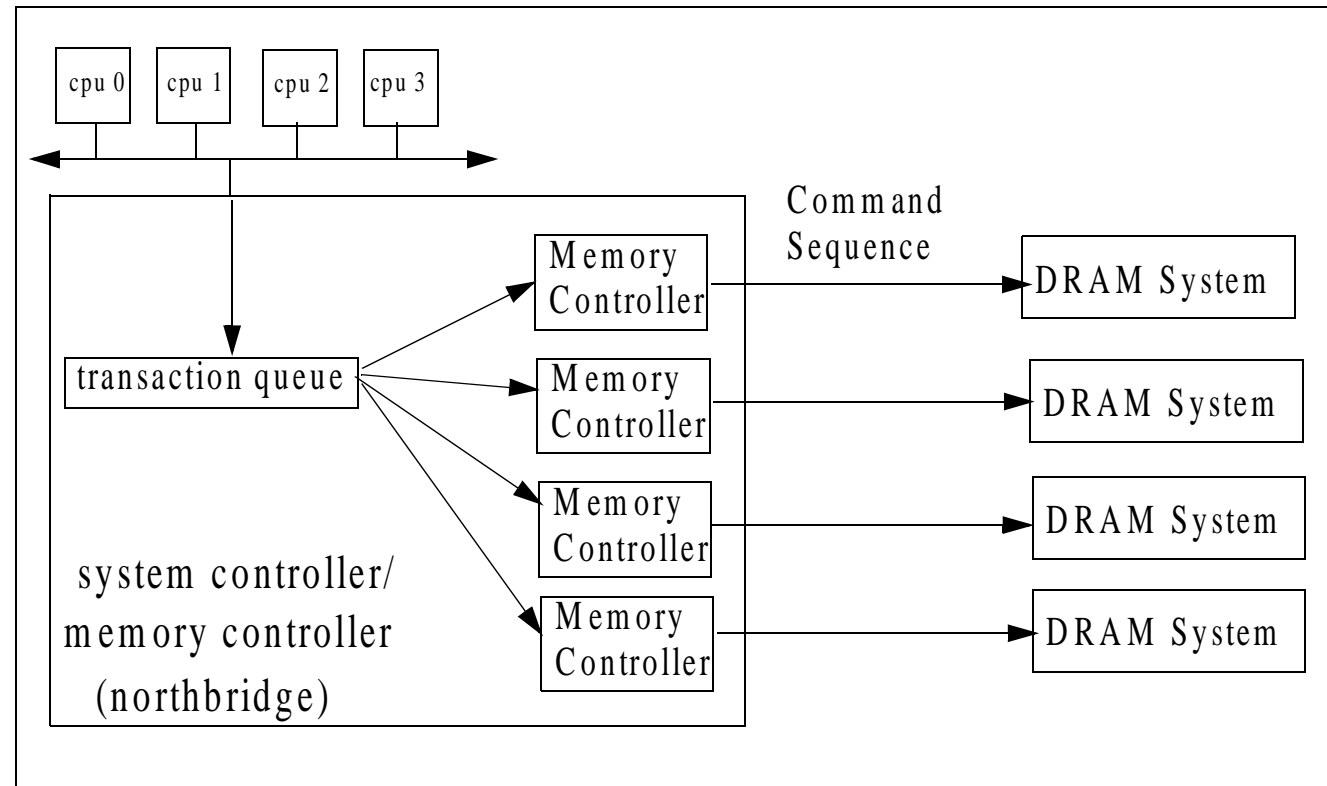 cpu 0
cpu 1
cpu 2
cpu 3
Command
Sequence
Memory
Controller
DRAM System
transaction queue
Memory
Controller
DRAM System
Memory
Controller
DRAM System
system controller/
memory controller
(northbridge)
Memory
Controller
DRAM System